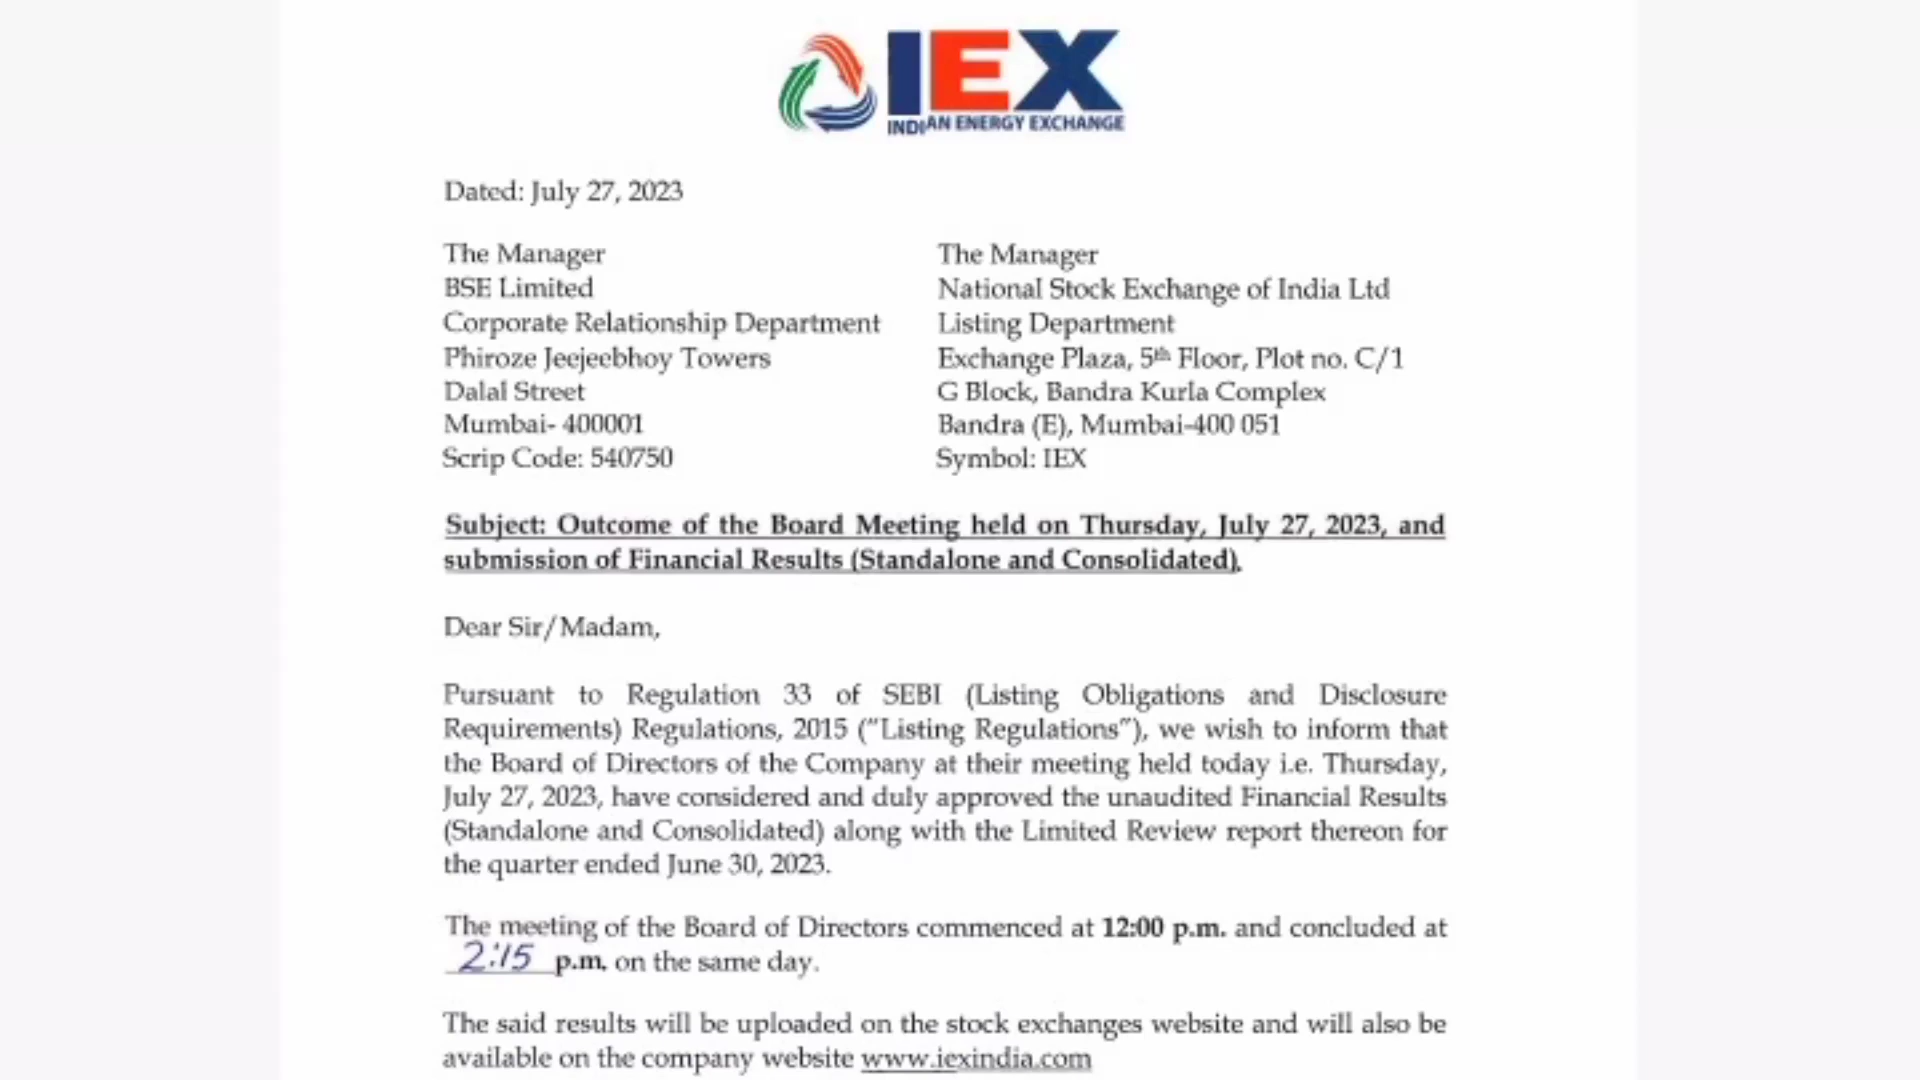 IEX
INDIAN ENERGY EXCHANGE
Dated: July 27, 2023
The Manager
BSE Limited
Corporate Relationship Department
Phiroze Jeejeebhoy Towers
Dalal Street
Mumbai- 400001
Scrip Code: 540750
The Manager
National Stock Exchange of India Ltd
Listing Department
Exchange Plaza, 5th Floor, Plot no. C/1
G Block, Bandra Kurla Complex
Bandra (E), Mumbai-400 051
Symbol: IEX
Subject: Outcome of the Board Meeting held on Thursday, July 27, 2023, and
submission of Financial Results (Standalone and Consolidated).
Dear Sir/Madam,
Pursuant to Regulation 33 of SEBI (Listing Obligations and Disclosure
Requirements) Regulations, 2015 (“Listing Regulations”), we wish to inform that
the Board of Directors of the Company at their meeting held today i.e. Thursday,
July 27, 2023, have considered and duly approved the unaudited Financial Results
(Standalone and Consolidated) along with the Limited Review report thereon for
the quarter ended June 30, 2023.
The meeting of the Board of Directors commenced at 12:00 p.m. and concluded at
2:15 p.m. on the same day.
The said results will be uploaded on the stock exchanges website and will also be
available on the company website www.iexindia.com